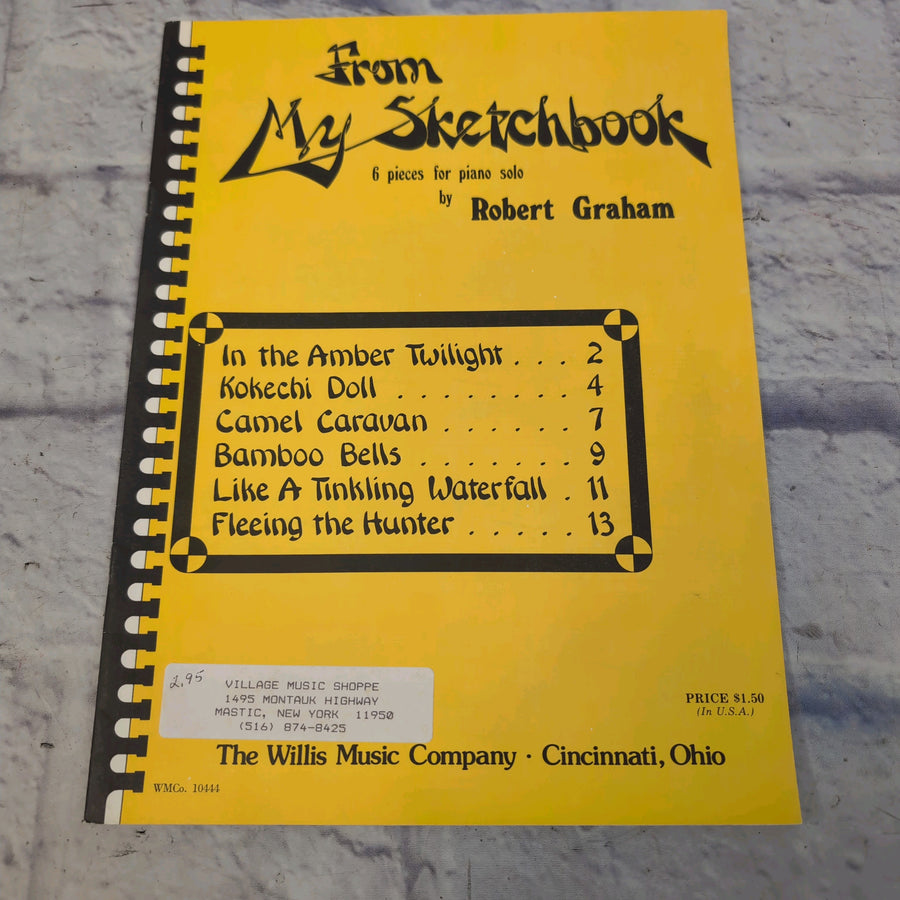 From
My Sketchbook
6 pieces for piano solo
by Robert Graham
In the Amber Twilight . . . 2
Kokechi Doll . . . . . . . . 4
Camel Caravan . . . . . . 7
Bamboo Bells . . . . . . . 9
Like A Tinkling Waterfall . 11
Fleeing the Hunter . . . . . 13
2.95
VILLAGE MUSIC SHOPPE
1495 MONTAUK HIGHWAY
MASTIC, NEW YORK 11950
(516) 874-8425
PRICE $1.50
(In U.S.A.)
The Willis Music Company · Cincinnati, Ohio
WMCo. 10444